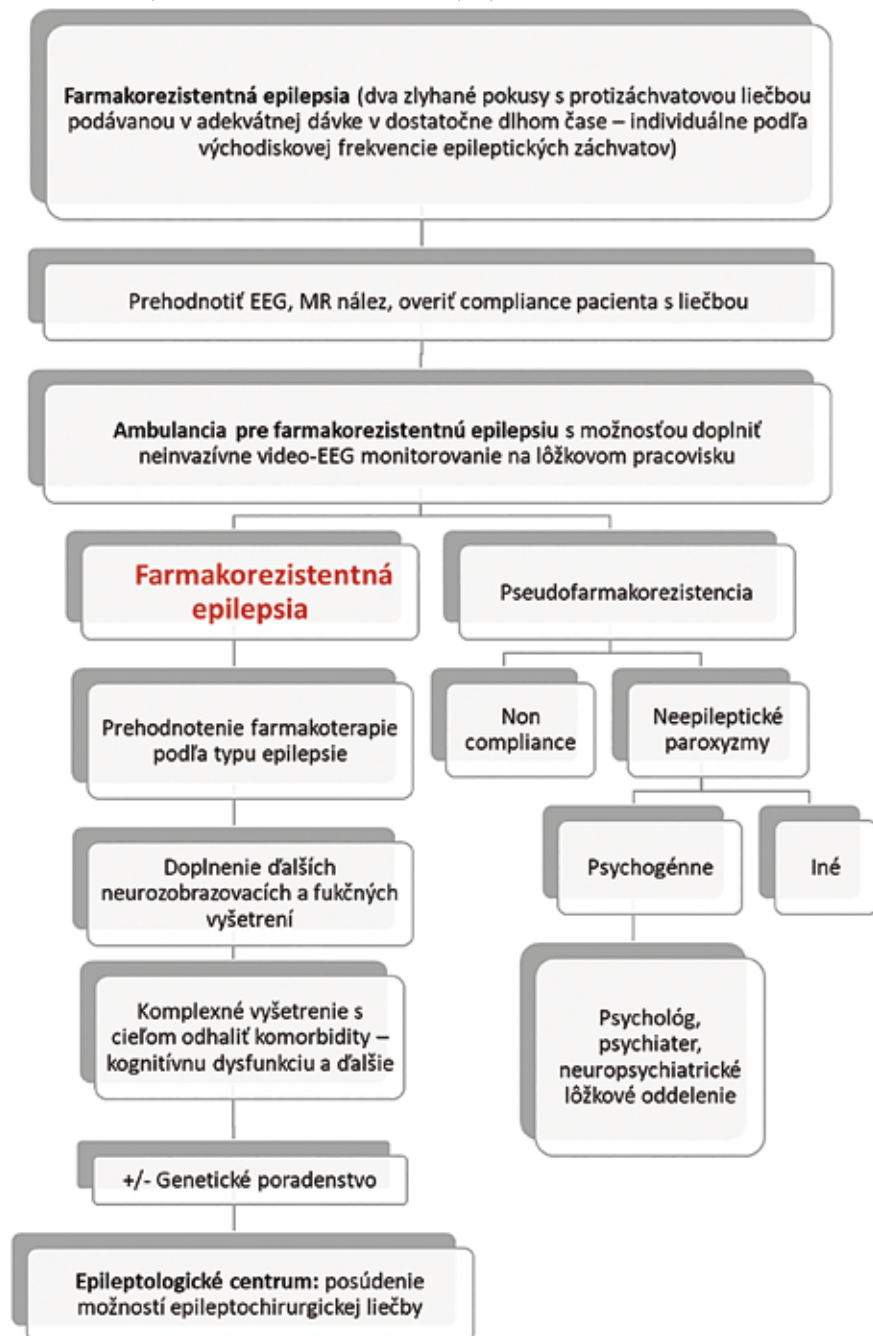 Farmakorezistentná epilepsia (dva zlyhané pokusy s protizáchvatovou liečbou
podávanou v adekvátnej dávke v dostatočne dlhom čase – individuálne podľa
východiskovej frekvencie epileptických záchvatov)
Prehodnotiť EEG, MR nález, overiť compliance pacienta s liečbou
Ambulancia pre farmakorezistentnú epilepsiu s možnosťou doplniť
neinvazívne video-EEG monitorovanie na lôžkovom pracovisku
Farmakorezistentná
epilepsia
Pseudofarmakorezistencia
Prehodnotenie farmakoterapie
podľa typu epilepsie
Non
compliance
Neepileptické
paroxyzmy
Doplnenie ďalších
neurozobrazovacích a fukčných
vyšetrení
Psychogénne
Iné
Komplexné vyšetrenie s
cieľom odhaliť komorbidity –
kognitívnu dysfunkciu a ďalšie
Psychológ,
psychiater,
neuropsychiatrické
lôžkové oddelenie
+/- Genetické poradenstvo
Epileptologické centrum: posúdenie
možností epileptochirurgickej liečby